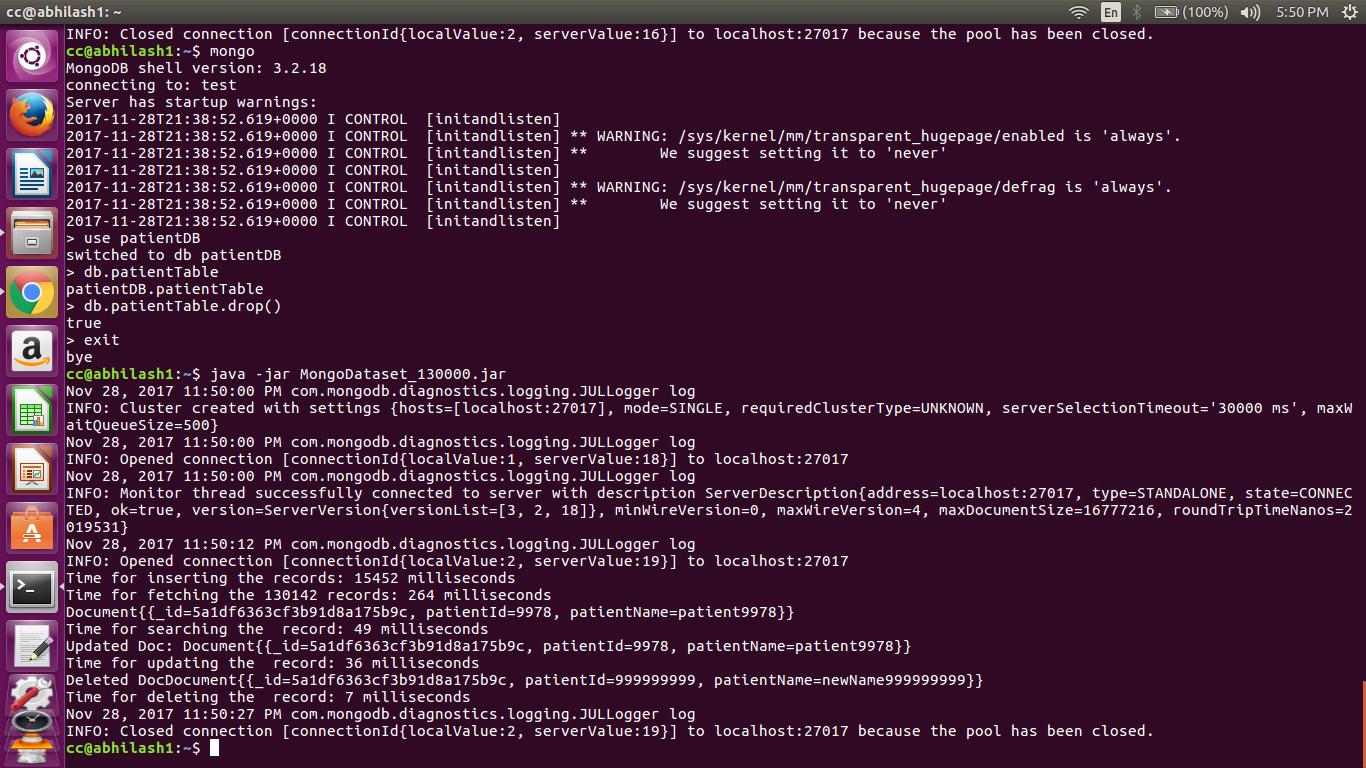 cc@abhilash1: ~
En
(100%)
5:50 PM
INFO: Closed connection [connectionId{localValue:2, serverValue:16}] to localhost:27017 because the pool has been closed.
cc@abhilash1:~$ mongo
MongoDB shell version: 3.2.18
connecting to: test
Server has startup warnings:
2017-11-28T21:38:52.619+0000 I CONTROL  [initandlisten]
2017-11-28T21:38:52.619+0000 I CONTROL  [initandlisten] ** WARNING: /sys/kernel/mm/transparent_hugepage/enabled is 'always'.
2017-11-28T21:38:52.619+0000 I CONTROL  [initandlisten] **        We suggest setting it to 'never'
2017-11-28T21:38:52.619+0000 I CONTROL  [initandlisten]
2017-11-28T21:38:52.619+0000 I CONTROL  [initandlisten] ** WARNING: /sys/kernel/mm/transparent_hugepage/defrag is 'always'.
2017-11-28T21:38:52.619+0000 I CONTROL  [initandlisten] **        We suggest setting it to 'never'
2017-11-28T21:38:52.619+0000 I CONTROL  [initandlisten]
> use patientDB
switched to db patientDB
> db.patientTable
patientDB.patientTable
> db.patientTable.drop()
true
> exit
bye
cc@abhilash1:~$ java -jar MongoDataset_130000.jar
Nov 28, 2017 11:50:00 PM com.mongodb.diagnostics.logging.JULLogger log
INFO: Cluster created with settings {hosts=[localhost:27017], mode=SINGLE, requiredClusterType=UNKNOWN, serverSelectionTimeout='30000 ms', maxW
aitQueueSize=500}
Nov 28, 2017 11:50:00 PM com.mongodb.diagnostics.logging.JULLogger log
INFO: Opened connection [connectionId{localValue:1, serverValue:18}] to localhost:27017
Nov 28, 2017 11:50:00 PM com.mongodb.diagnostics.logging.JULLogger log
INFO: Monitor thread successfully connected to server with description ServerDescription{address=localhost:27017, type=STANDALONE, state=CONNEC
TED, ok=true, version=ServerVersion{versionList=[3, 2, 18]}, minWireVersion=0, maxWireVersion=4, maxDocumentSize=16777216, roundTripTimeNanos=2
019531}
Nov 28, 2017 11:50:12 PM com.mongodb.diagnostics.logging.JULLogger log
INFO: Opened connection [connectionId{localValue:2, serverValue:19}] to localhost:27017
Time for inserting the records: 15452 milliseconds
Time for fetching the 130142 records: 264 milliseconds
Document{{_id=5a1df6363cf3b91d8a175b9c, patientId=9978, patientName=patient9978}}
Time for searching the  record: 49 milliseconds
Updated Doc: Document{{_id=5a1df6363cf3b91d8a175b9c, patientId=9978, patientName=patient9978}}
Time for updating the  record: 36 milliseconds
Deleted DocDocument{{_id=5a1df6363cf3b91d8a175b9c, patientId=999999999, patientName=newName999999999}}
Time for deleting the  record: 7 milliseconds
Nov 28, 2017 11:50:27 PM com.mongodb.diagnostics.logging.JULLogger log
INFO: Closed connection [connectionId{localValue:2, serverValue:19}] to localhost:27017 because the pool has been closed.
cc@abhilash1:~$